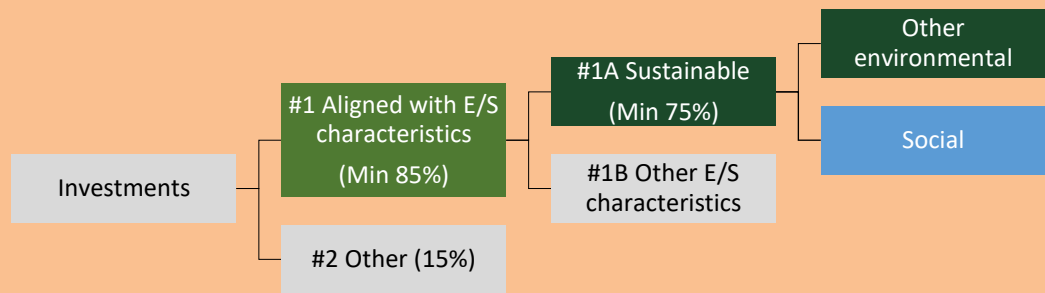 Investments
#1 Aligned with E/S
characteristics
(Min 85%)
#2 Other (15%)
#1A Sustainable
(Min 75%)
#1B Other E/S
characteristics
Other
environmental
Social